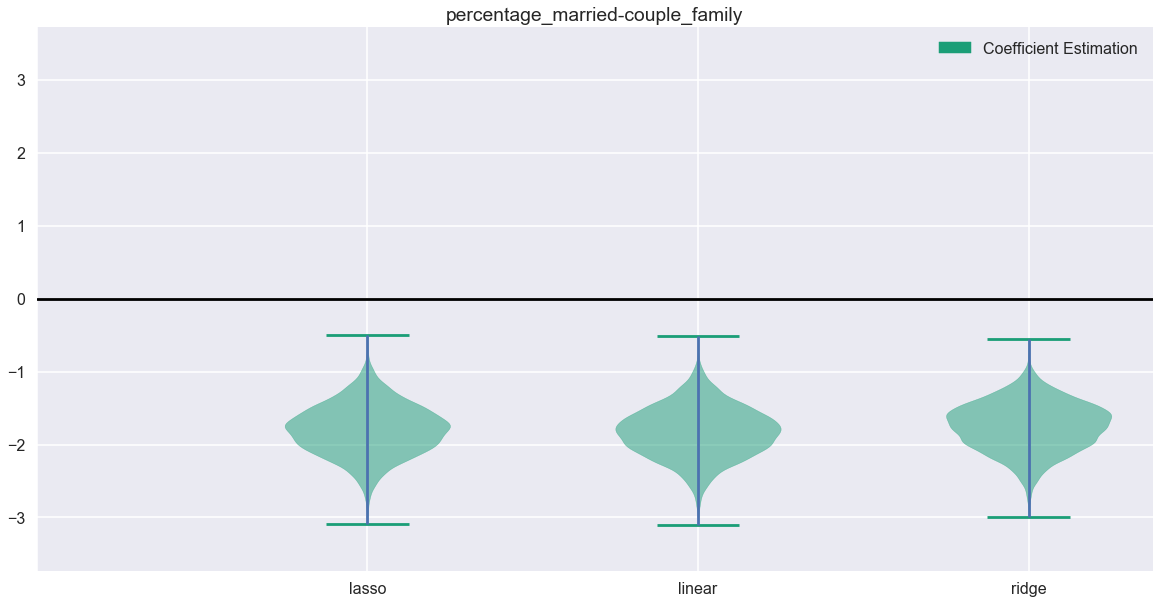 percentage_married-couple_family
Coefficient Estimation
3
2
1
0
−1
−2
−3
lasso
linear
ridge